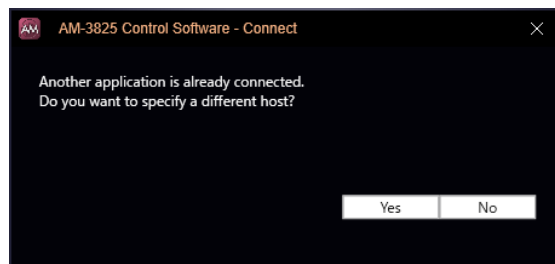 AM
AM-3825 Control Software - Connect
Another application is already connected.
Do you want to specify a different host?
Yes
No